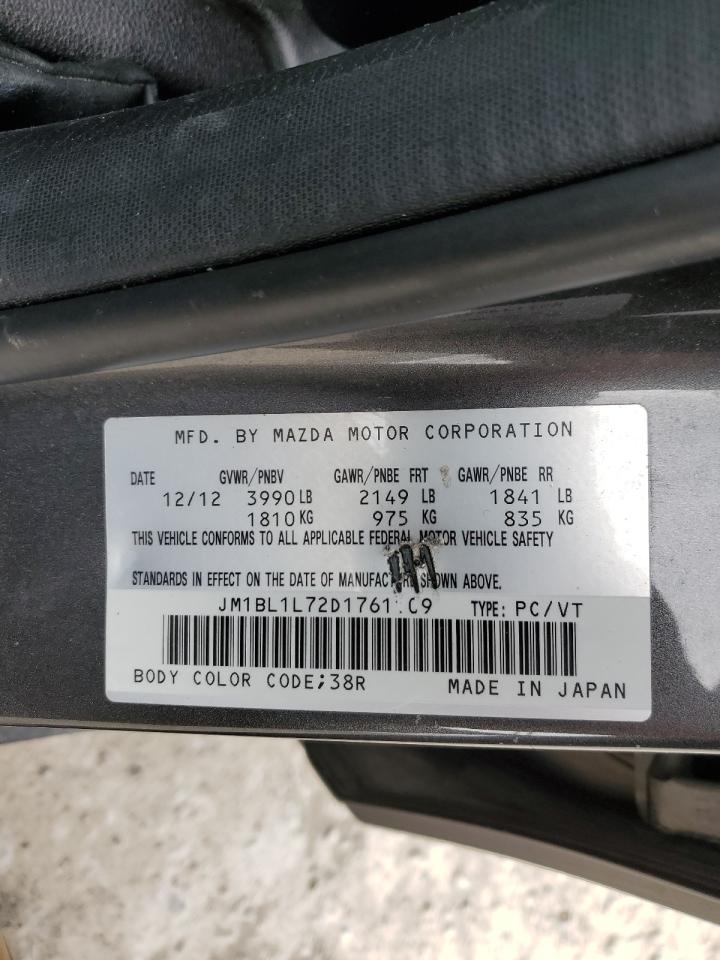 MFD. BY MAZDA MOTOR CORPORATION
DATE GVWR/PNBV GAWR/PNBE FRT GAWR/PNBE RR
12/12 3990 LB 2149 LB 1841 LB
1810 KG 975 KG 835 KG
THIS VEHICLE CONFORMS TO ALL APPLICABLE FEDERAL MOTOR VEHICLE SAFETY
STANDARDS IN EFFECT ON THE DATE OF MANUFACTURE SHOWN ABOVE.
TYPE: PC/VT
BODY COLOR CODE;38R MADE IN JAPAN